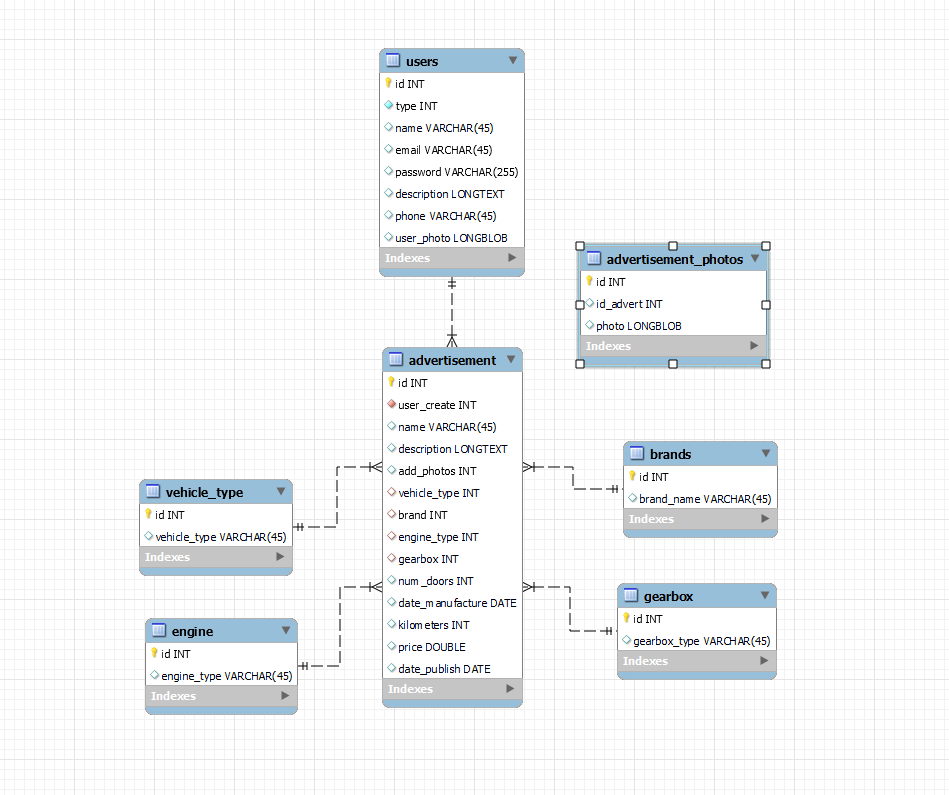 users
id INT
type INT
name VARCHAR(45)
email VARCHAR(45)
password VARCHAR(255)
description LONGTEXT
phone VARCHAR(45)
user_photo LONGBLOB
Indexes
advertisement_photos
id INT
id_advert INT
photo LONGBLOB
Indexes
advertisement
id INT
user_create INT
name VARCHAR(45)
description LONGTEXT
add_photos INT
vehicle_type INT
brand INT
engine_type INT
gearbox INT
num_doors INT
date_manufacture DATE
kilometers INT
price DOUBLE
date_publish DATE
Indexes
brands
id INT
brand_name VARCHAR(45)
Indexes
vehicle_type
id INT
vehicle_type VARCHAR(45)
Indexes
gearbox
id INT
gearbox_type VARCHAR(45)
Indexes
engine
id INT
engine_type VARCHAR(45)
Indexes